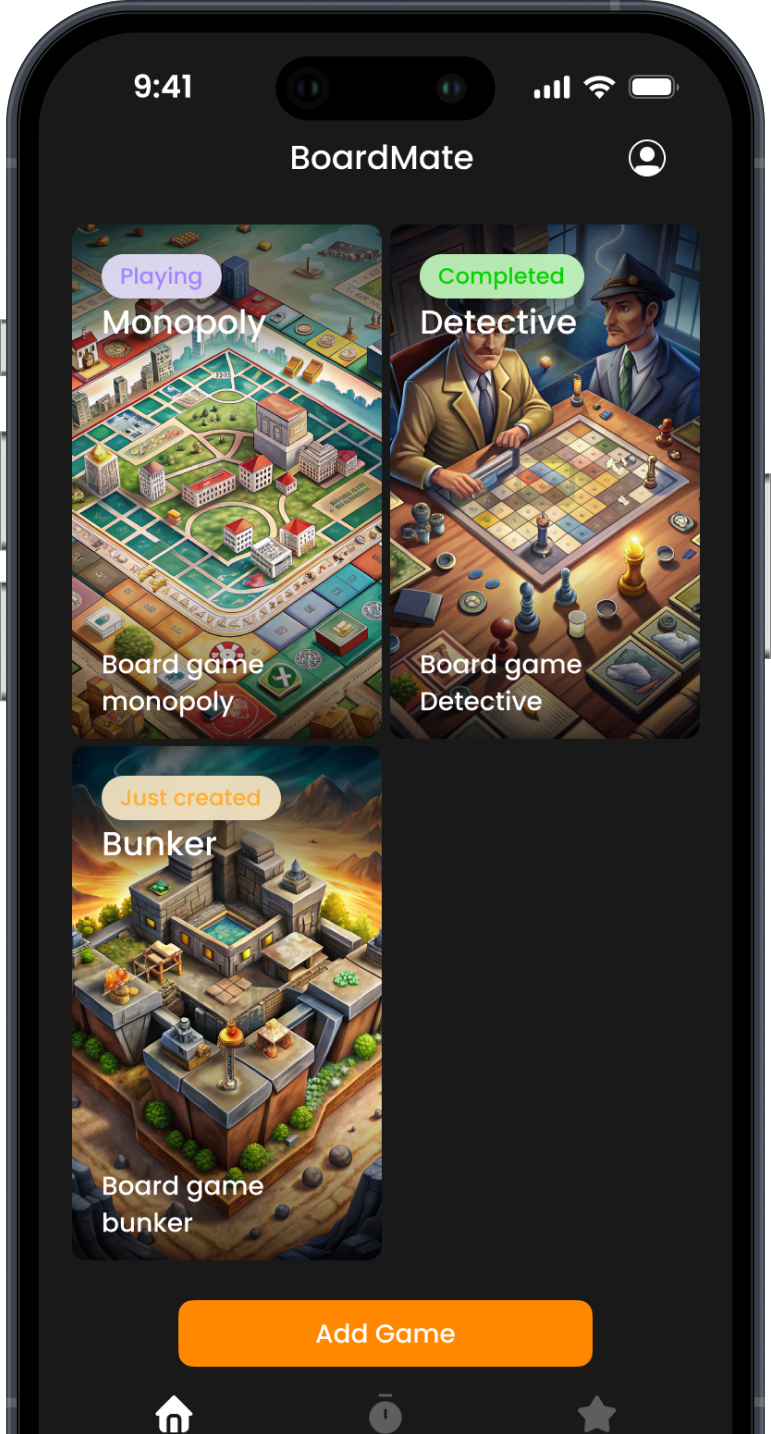 9:41
BoardMate
Playing
Monopoly
Board game
monopoly
Completed
Detective
Board game
Detective
Just created
Bunker
Board game
bunker
Add Game